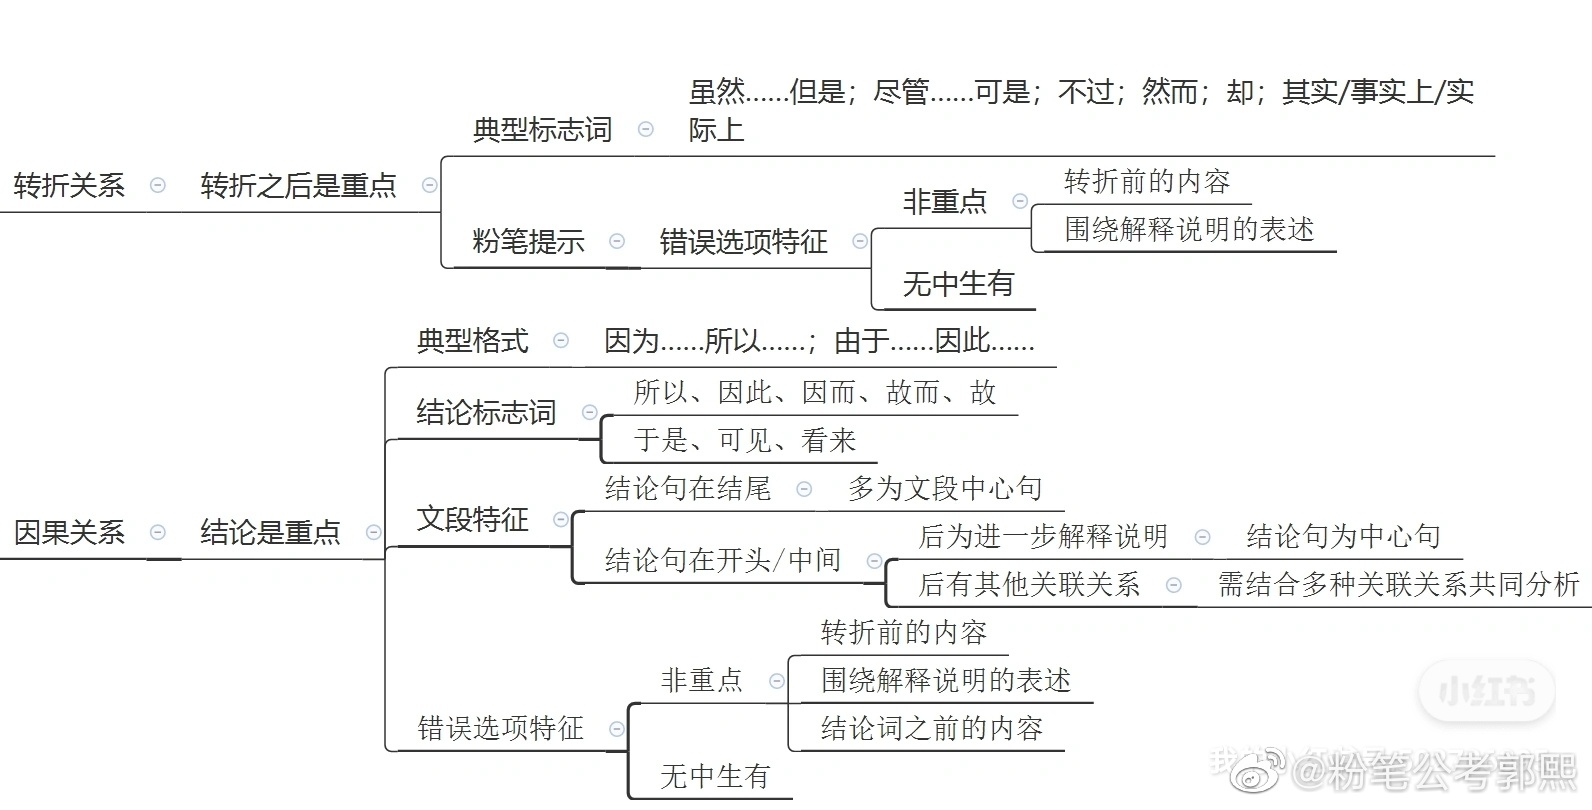 虽然……但是；尽管……可是；不过；然而；却；其实/事实上/实
典型标志词
际上
转折关系
转折之后是重点
非重点
转折前的内容
围绕解释说明的表述
粉笔提示
错误选项特征
无中生有
典型格式
因为……所以……；由于……因此……
结论标志词
所以、因此、因而、故而、故
于是、可见、看来
因果关系
结论是重点
文段特征
结论句在结尾
多为文段中心句
结论句在开头/中间
后为进一步解释说明
结论句为中心句
后有其他关联关系
需结合多种关联关系共同分析
错误选项特征
非重点
转折前的内容
围绕解释说明的表述
结论词之前的内容
无中生有
小红书
@粉笔公考郭熙